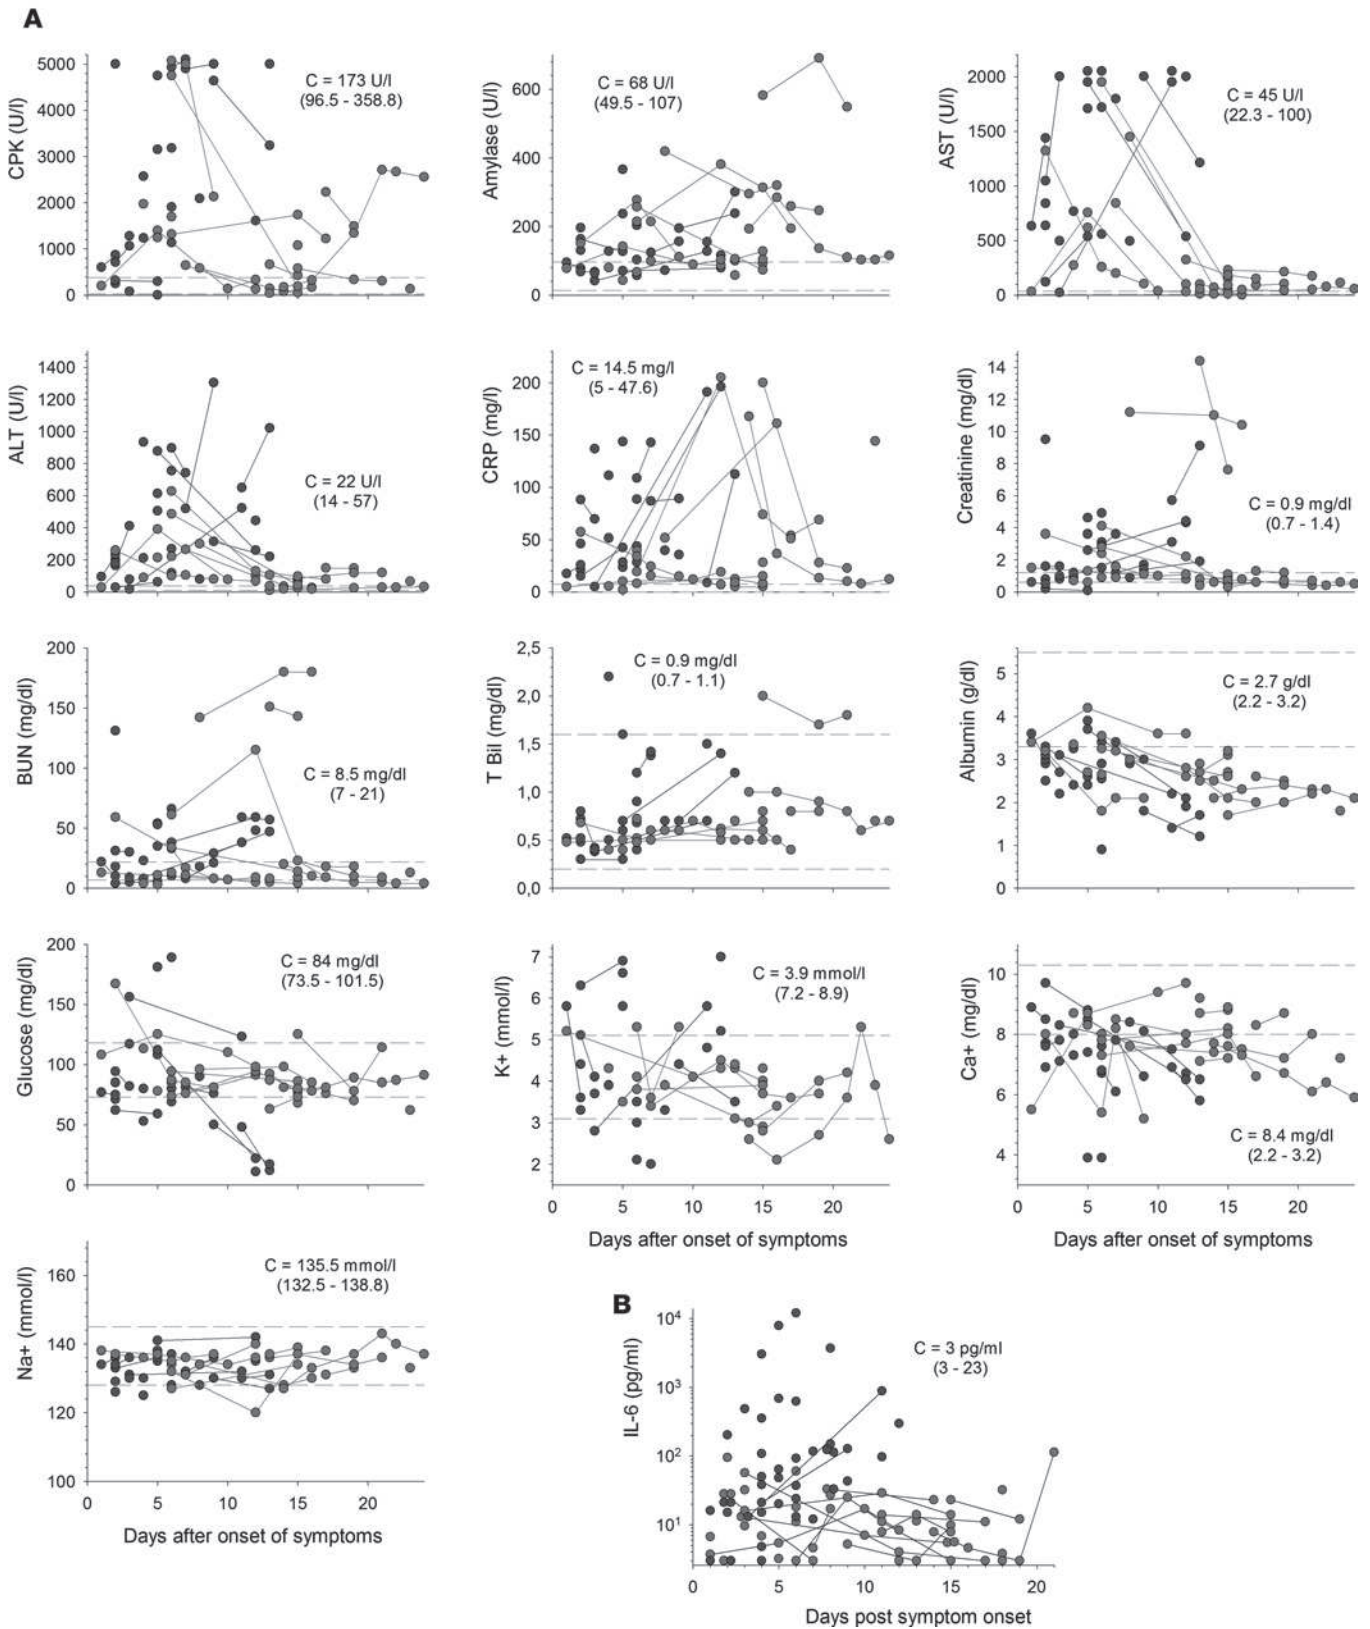 A
CPK (U/l)
5000
4000
3000
2000
1000
0
C = 173 U/l
(96.5 - 358.8)
Amylase (U/l)
600
400
200
0
C = 68 U/l
(49.5 - 107)
AST (U/l)
2000
1500
1000
500
0
C = 45 U/l
(22.3 - 100)
ALT (U/l)
1400
1200
1000
800
600
400
200
0
C = 22 U/l
(14 - 57)
CRP (mg/l)
200
150
100
50
0
C = 14.5 mg/l
(5 - 47.6)
Creatinine (mg/dl)
14
12
10
8
6
4
2
0
C = 0.9 mg/dl
(0.7 - 1.4)
BUN (mg/dl)
200
150
100
50
0
C = 8.5 mg/dl
(7 - 21)
T Bil (mg/dl)
2,5
2,0
1,5
1,0
0,5
0,0
C = 0.9 mg/dl
(0.7 - 1.1)
Albumin (g/dl)
5
4
3
2
1
0
C = 2.7 g/dl
(2.2 - 3.2)
Glucose (mg/dl)
200
150
100
50
0
C = 84 mg/dl
(73.5 - 101.5)
K+ (mmol/l)
7
6
5
4
3
2
C = 3.9 mmol/l
(7.2 - 8.9)
0 5 10 15 20
Days after onset of symptoms
Ca+ (mg/dl)
10
8
6
4
C = 8.4 mg/dl
(2.2 - 3.2)
0 5 10 15 20
Days after onset of symptoms
Na+ (mmol/l)
160
140
120
100
C = 135.5 mmol/l
(132.5 - 138.8)
0 5 10 15 20
Days after onset of symptoms
B
IL-6 (pg/ml)
10⁴
10³
10²
10¹
C = 3 pg/ml
(3 - 23)
0 5 10 15 20
Days post symptom onset